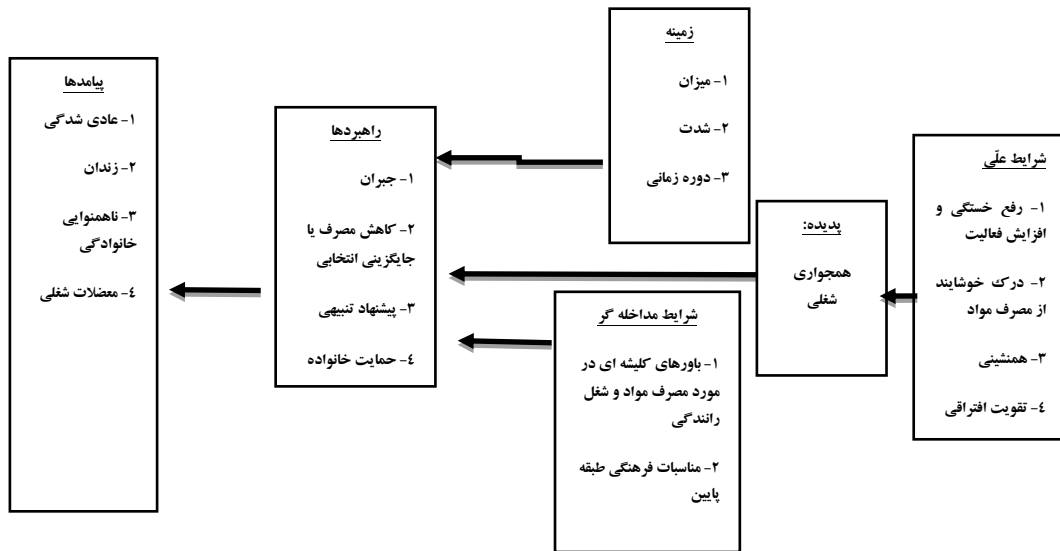 شرایط علّی
۱- رفع خستگی و
افزایش فعالیت
۲- درک خوشایند
از مصرف مواد
۳- همنشینی
٤- تقویت افتراقی
پدیده:
همجواری
شغلی
زمینه
۱- میزان
۲- شدت
۳- دوره زمانی
شرایط مداخله گر
۱- باورهای کلیشه ای در
مورد مصرف مواد و شغل
رانندگی
۲- مناسبات فرهنگی طبقه
پایین
راهبردها
۱- جبران
۲- کاهش مصرف یا
جایگزینی انتخابی
۳- پیشنهاد تنبیهی
٤- حمایت خانواده
پیامدها
۱- عادی شدگی
۲- زندان
۳- ناهمنوایی
خانوادگی
٤- معضلات شغلی